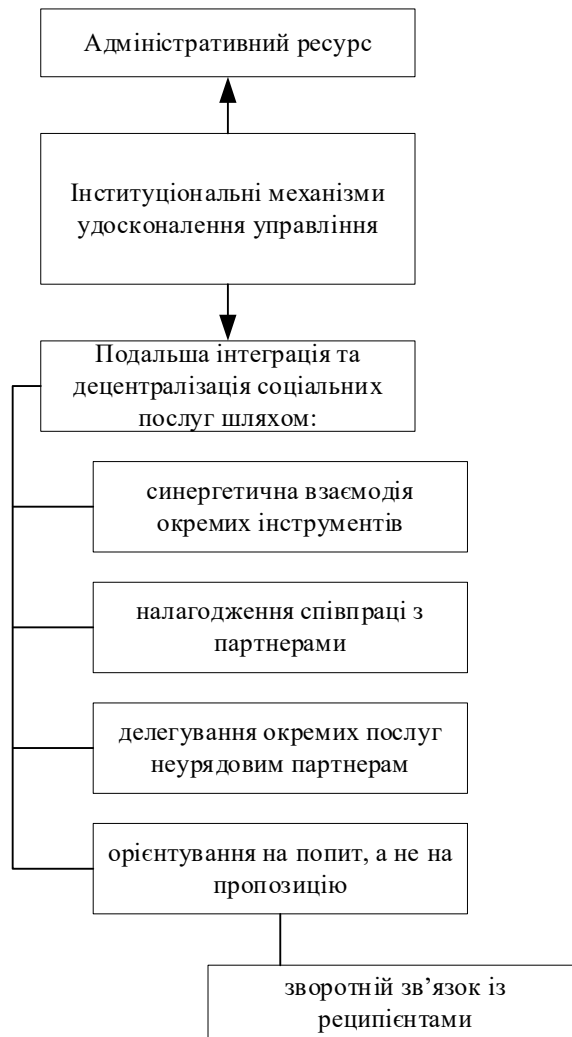 Адміністративний ресурс
Інституціональні механізми
удосконалення управління
Подальша інтеграція та
децентралізація соціальних
послуг шляхом:
синергетична взаємодія
окремих інструментів
налагодження співпраці з
партнерами
делегування окремих послуг
неурядовим партнерам
орієнтування на попит, а не на
пропозицію
зворотній зв’язок із
реципієнтами